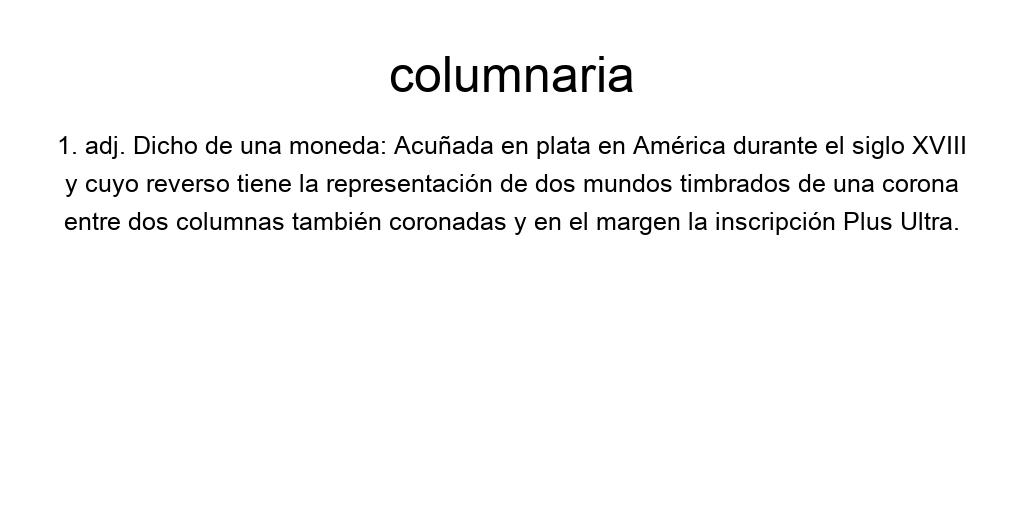 columnaria
1. adj. Dicho de una moneda: Acuñada en plata en América durante el siglo XVIII
y cuyo reverso tiene la representación de dos mundos timbrados de una corona
entre dos columnas también coronadas y en el margen la inscripción Plus Ultra.